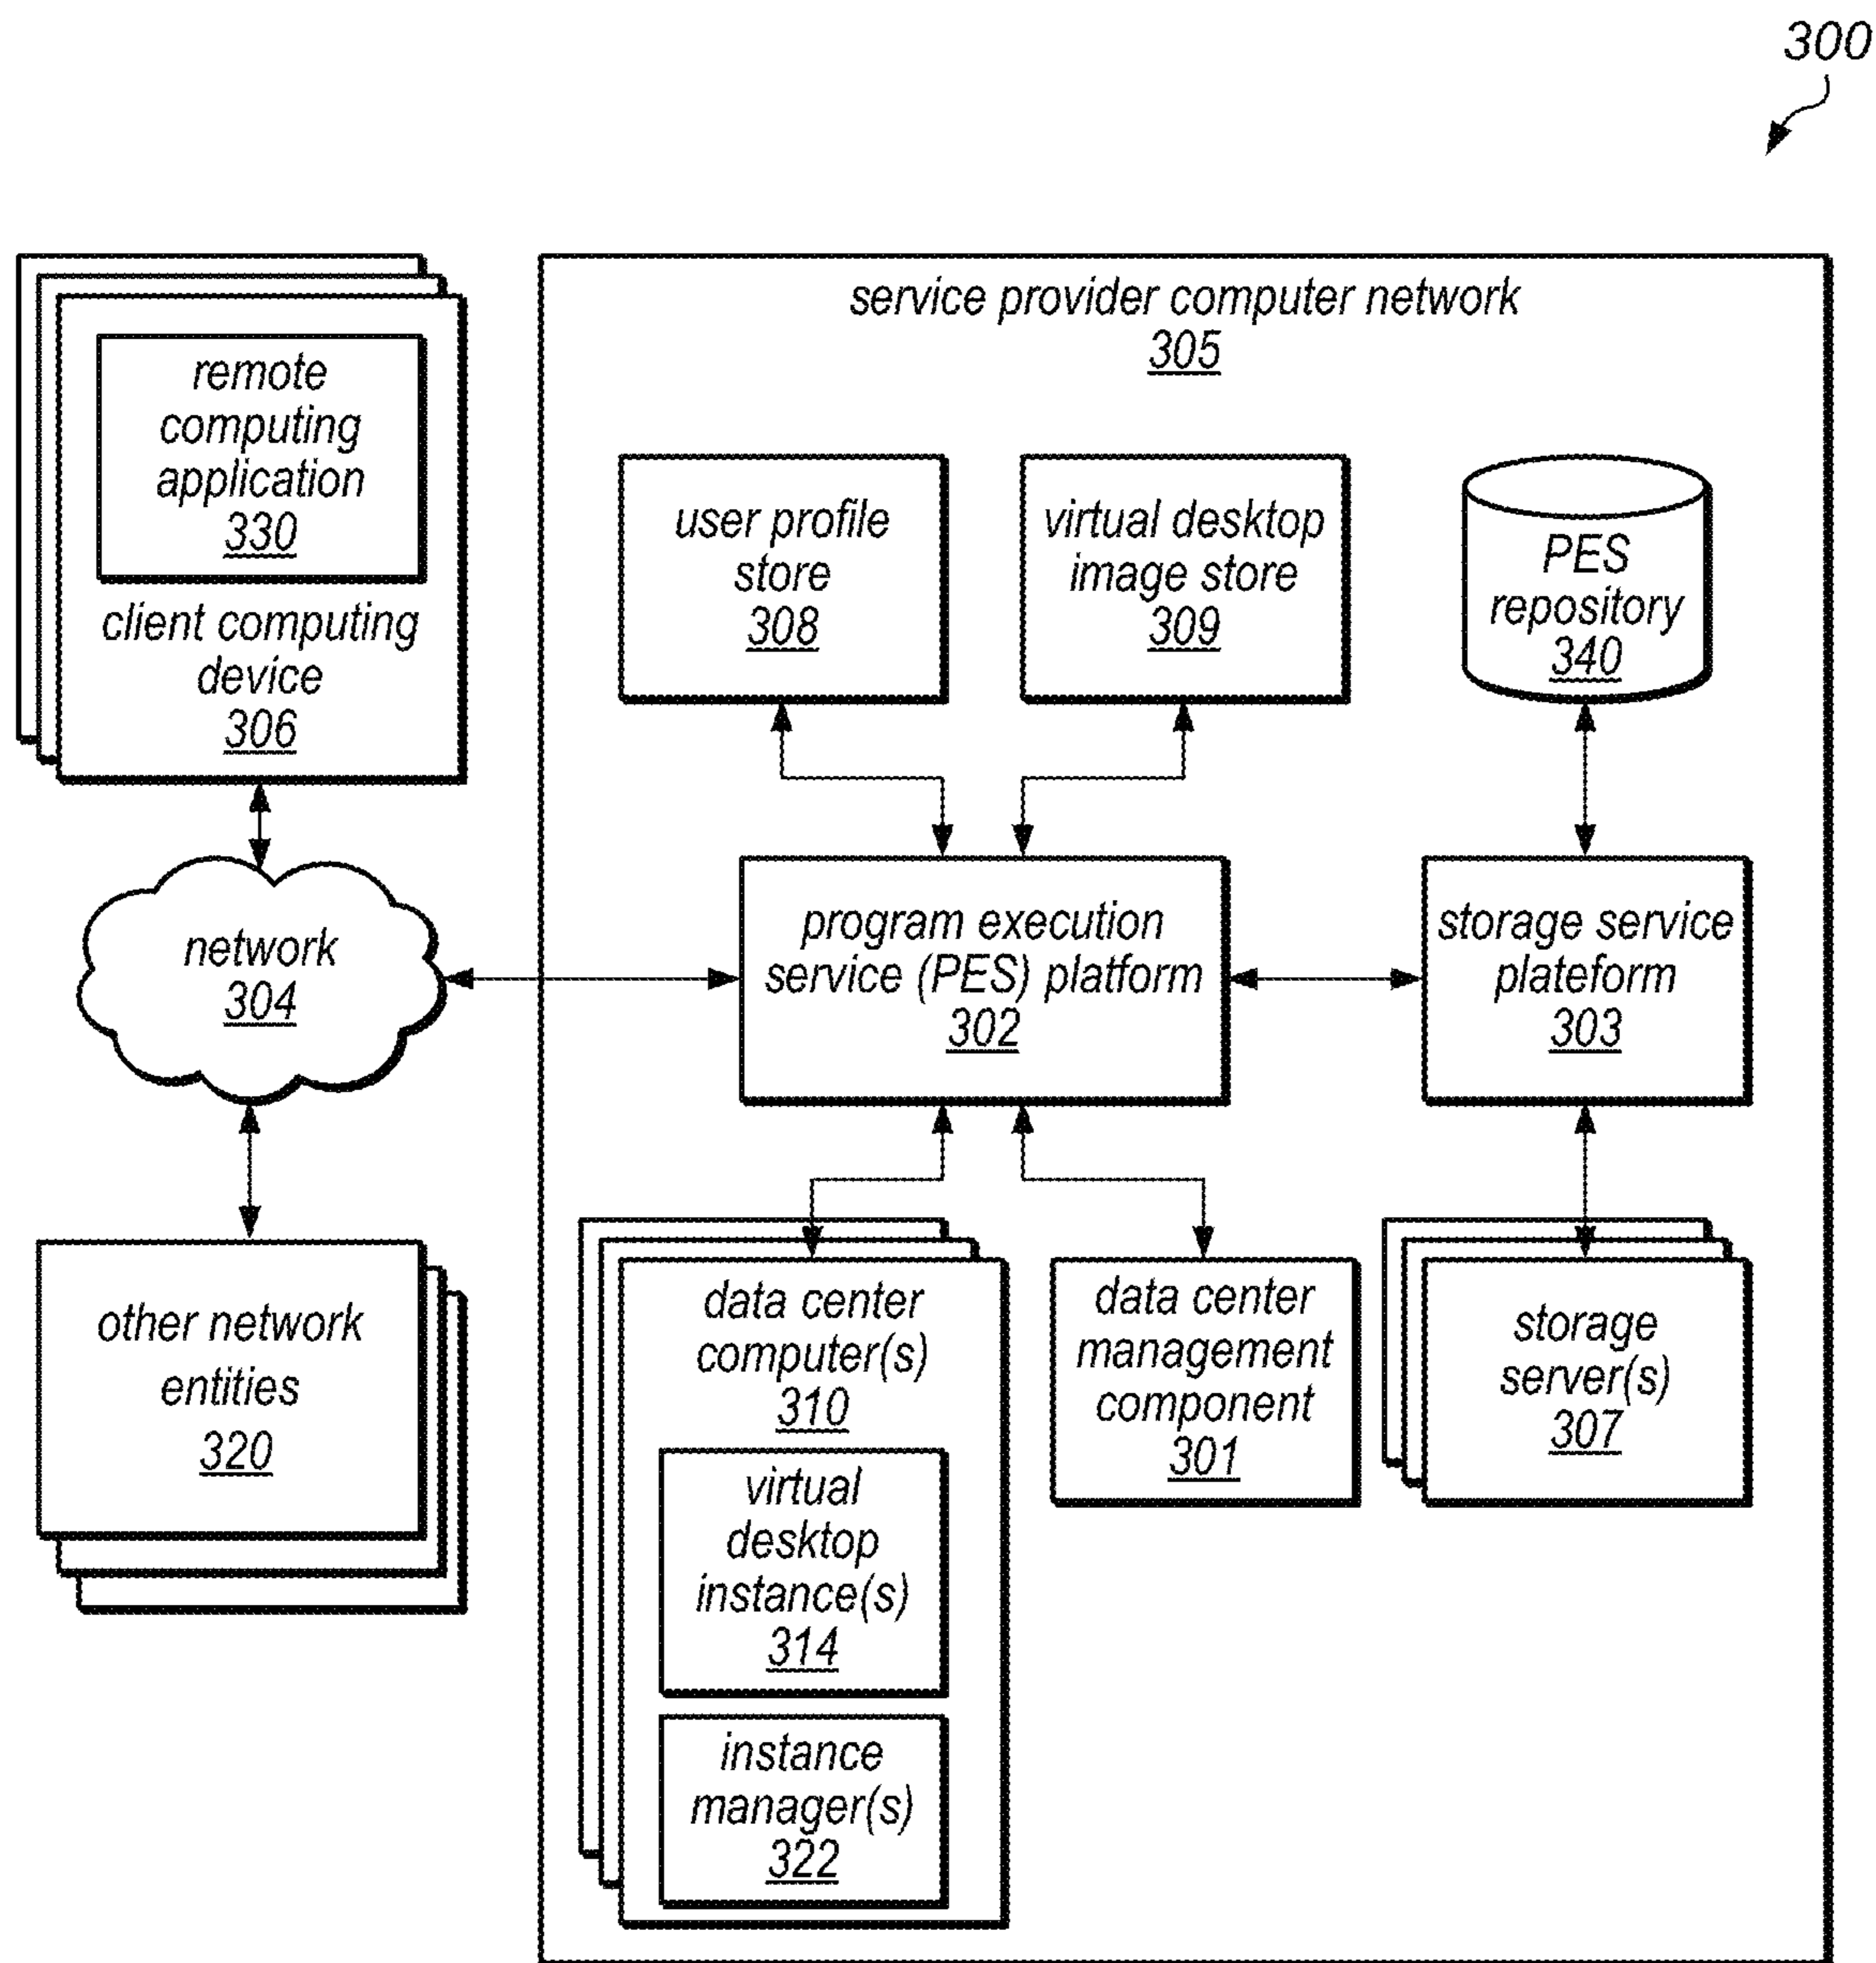 300
service provider computer network
305
remote
computing
application
330
client computing
device
306
user profile
store
308
virtual desktop
image store
309
PES
repository
340
network
304
program execution
service (PES) platform
302
storage service
plateform
303
other network
entities
320
data center
computer(s)
310
virtual
desktop
instance(s)
314
instance
manager(s)
322
data center
management
component
301
storage
server(s)
307